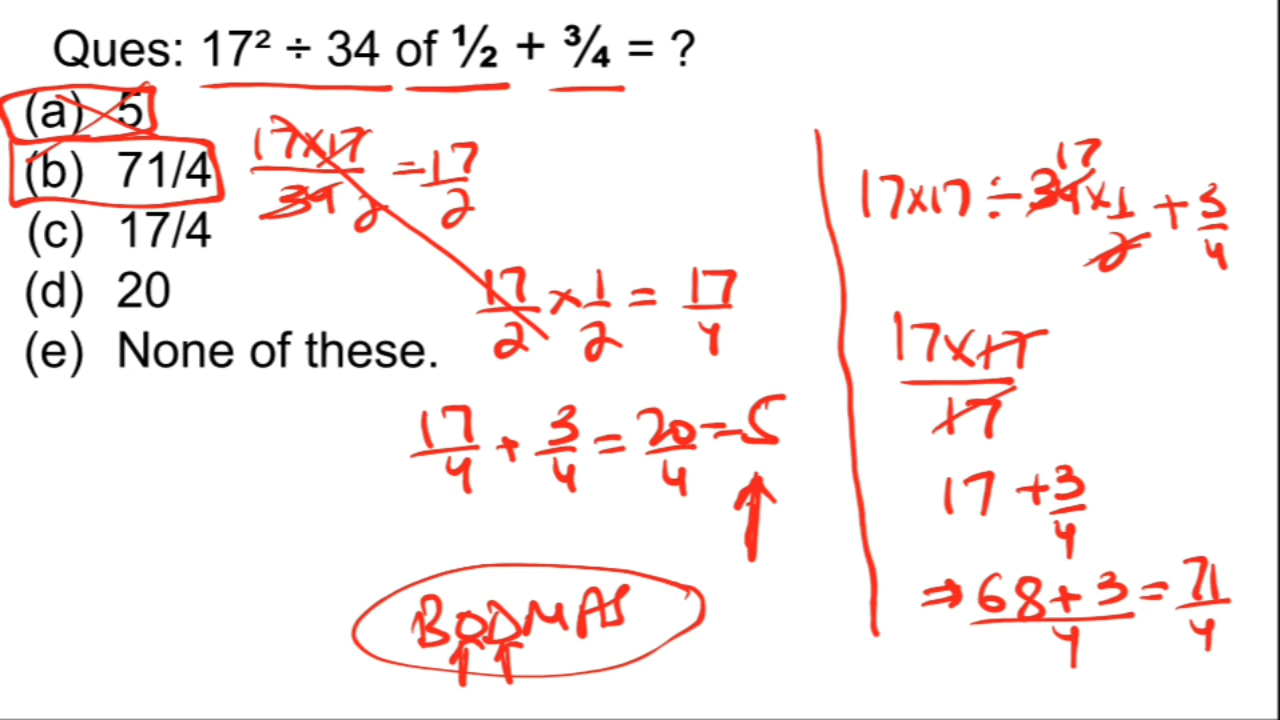 Ques: 17² ÷ 34 of ½ + ¾ = ?
(a) 5
(b) 71/4
(c) 17/4
(d) 20
(e) None of these.
17×17/34 2 = 17/2
17/2 × 1/2 = 17/4
17/4 + 3/4 = 20/4 = 5
BODMAS
17×17 ÷ 34 17 × 1/2 + 3/4
17×17/17
17 + 3/4
⇒ 68+3/4 = 71/4